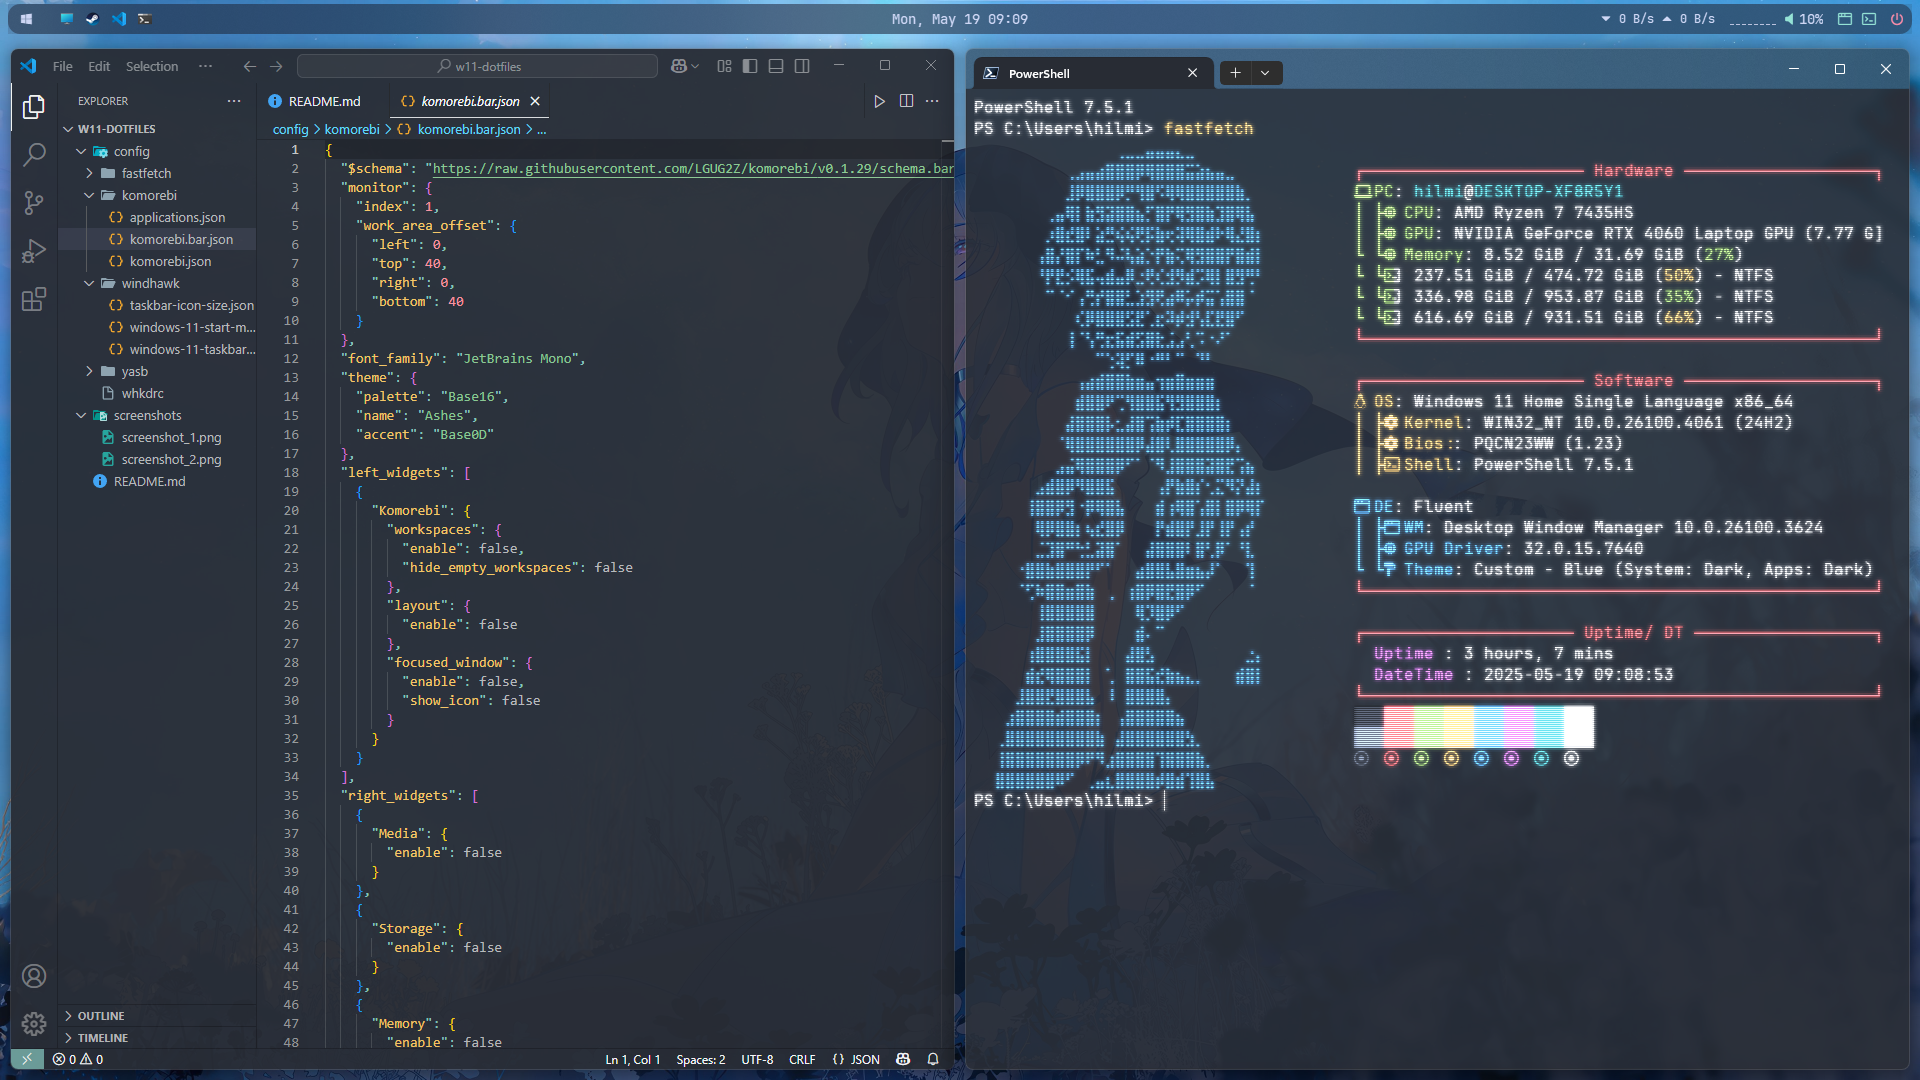 Mon, May 19 09:09
0 B/s 0 B/s 10%
File Edit Selection ···
w11-dotfiles
EXPLORER
W11-DOTFILES
config
fastfetch
komorebi
applications.json
komorebi.bar.json
komorebi.json
windhawk
taskbar-icon-size.json
windows-11-start-m...
windows-11-taskbar...
yasb
whkdrc
screenshots
screenshot_1.png
screenshot_2.png
README.md
OUTLINE
TIMELINE
README.md
komorebi.bar.json
config > komorebi > {} komorebi.bar.json > ...
1 {
2 "$schema": "https://raw.githubusercontent.com/LGUG2Z/komorebi/v0.1.29/schema.bar
3 "monitor": {
4 "index": 1,
5 "work_area_offset": {
6 "left": 0,
7 "top": 40,
8 "right": 0,
9 "bottom": 40
10 }
11 },
12 "font_family": "JetBrains Mono",
13 "theme": {
14 "palette": "Base16",
15 "name": "Ashes",
16 "accent": "Base0D"
17 },
18 "left_widgets": [
19 {
20 "Komorebi": {
21 "workspaces": {
22 "enable": false,
23 "hide_empty_workspaces": false
24 },
25 "layout": {
26 "enable": false
27 },
28 "focused_window": {
29 "enable": false,
30 "show_icon": false
31 }
32 }
33 }
34 ],
35 "right_widgets": [
36 {
37 "Media": {
38 "enable": false
39 }
40 },
41 {
42 "Storage": {
43 "enable": false
44 }
45 },
46 {
47 "Memory": {
48 "enable": false
0 0
Ln 1, Col 1 Spaces: 2 UTF-8 CRLF {} JSON
PowerShell
PowerShell 7.5.1
PS C:\Users\hilmi> fastfetch
Hardware
PC: hilmi@DESKTOP-XF8R5Y1
CPU: AMD Ryzen 7 7435HS
GPU: NVIDIA GeForce RTX 4060 Laptop GPU (7.77 G]
Memory: 8.52 GiB / 31.69 GiB (27%)
237.51 GiB / 474.72 GiB (50%) - NTFS
336.98 GiB / 953.87 GiB (35%) - NTFS
616.69 GiB / 931.51 GiB (66%) - NTFS
Software
OS: Windows 11 Home Single Language x86_64
Kernel: WIN32_NT 10.0.26100.4061 (24H2)
Bios:: PQCN23WW (1.23)
Shell: PowerShell 7.5.1
DE: Fluent
WM: Desktop Window Manager 10.0.26100.3624
GPU Driver: 32.0.15.7640
Theme: Custom - Blue (System: Dark, Apps: Dark)
Uptime/ DT
Uptime : 3 hours, 7 mins
DateTime : 2025-05-19 09:08:53
PS C:\Users\hilmi>